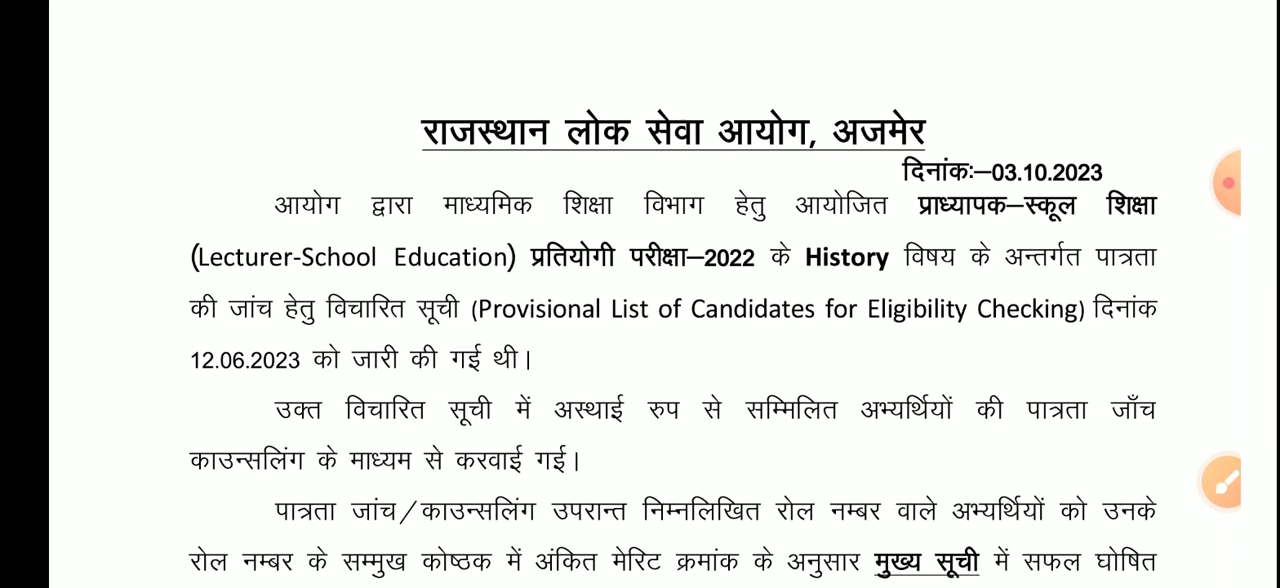 राजस्थान लोक सेवा आयोग, अजमेर
दिनांकः–03.10.2023
आयोग द्वारा माध्यमिक शिक्षा विभाग हेतु आयोजित प्राध्यापक–स्कूल शिक्षा
(Lecturer-School Education) प्रतियोगी परीक्षा–2022 के History विषय के अन्तर्गत पात्रता
की जांच हेतु विचारित सूची (Provisional List of Candidates for Eligibility Checking) दिनांक
12.06.2023 को जारी की गई थी।
उक्त विचारित सूची में अस्थाई रुप से सम्मिलित अभ्यर्थियों की पात्रता जाँच
काउन्सलिंग के माध्यम से करवाई गई।
पात्रता जांच/काउन्सलिंग उपरान्त निम्नलिखित रोल नम्बर वाले अभ्यर्थियों को उनके
रोल नम्बर के सम्मुख कोष्ठक में अंकित मेरिट क्रमांक के अनुसार मुख्य सूची में सफल घोषित